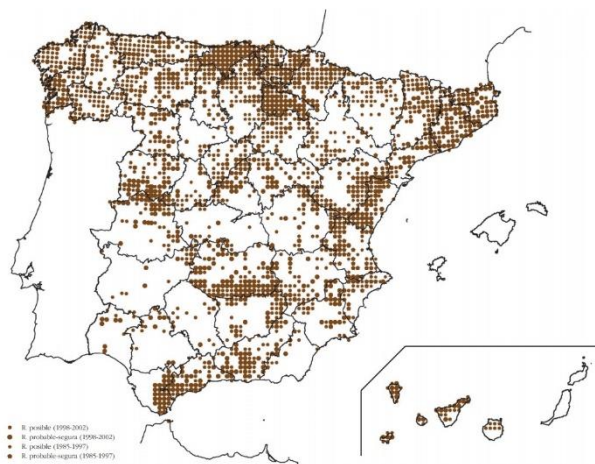 R. posible (1998-2002)
R. probable-segura (1998-2002)
R. posible (1985-1997)
R. probable-segura (1985-1997)